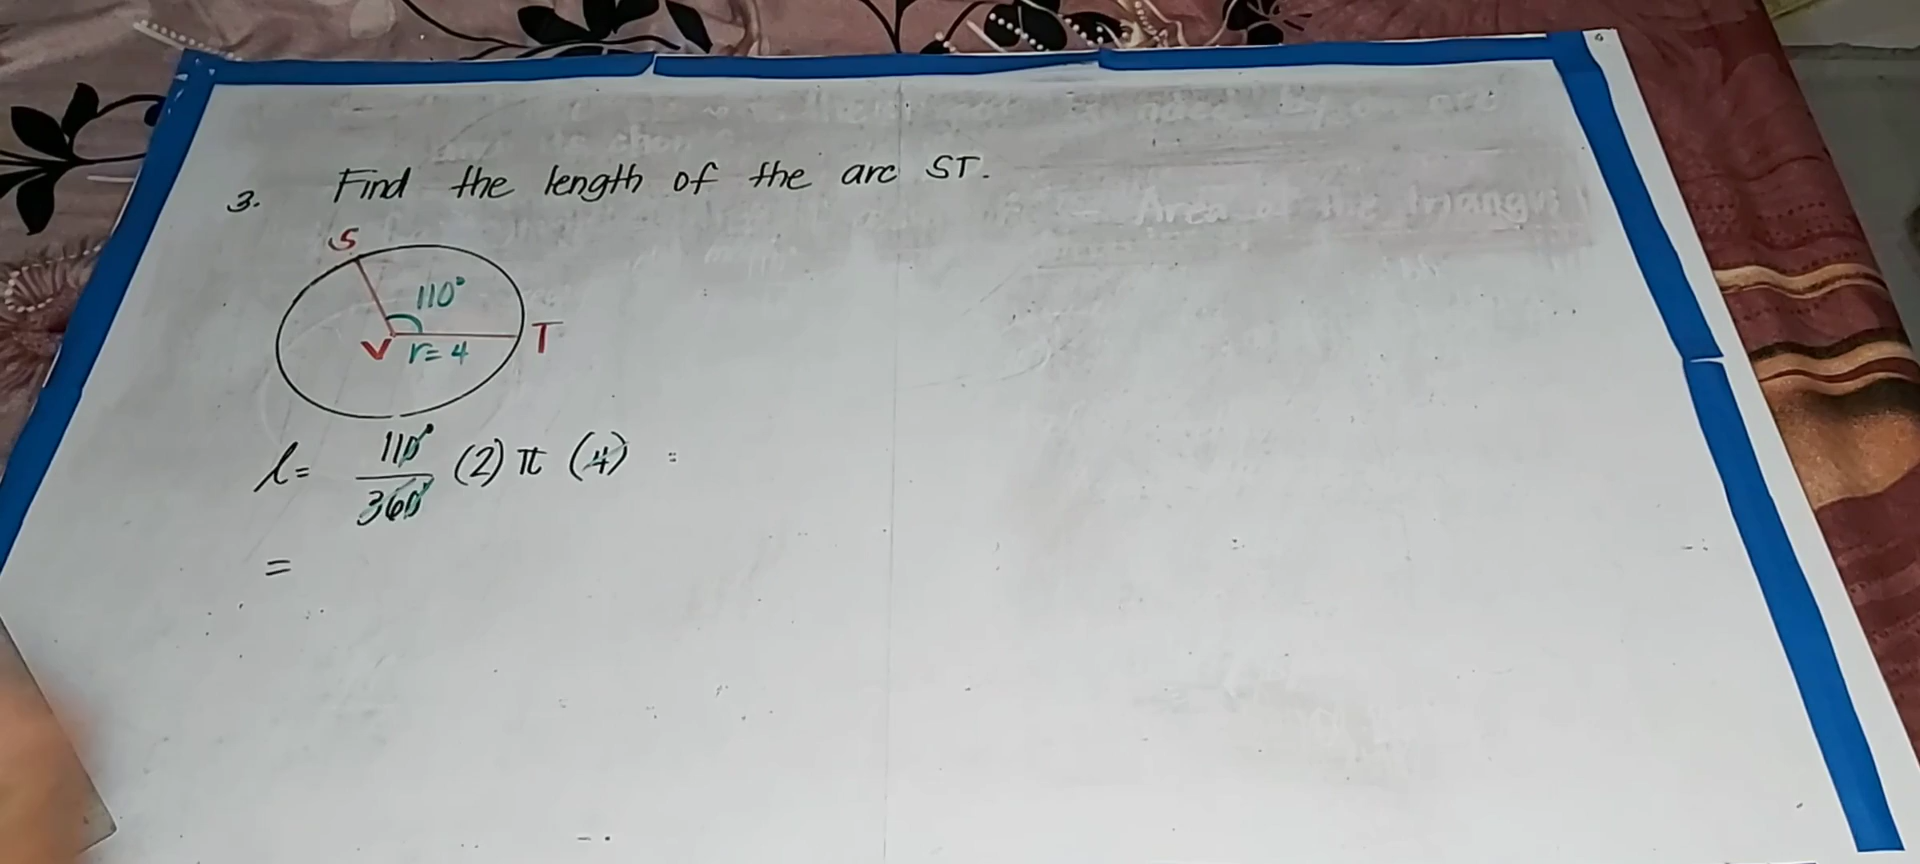 3. Find the length of the arc ST.
S
110°
V r=4 T
l = 110°/360° (2) π (4) =
=